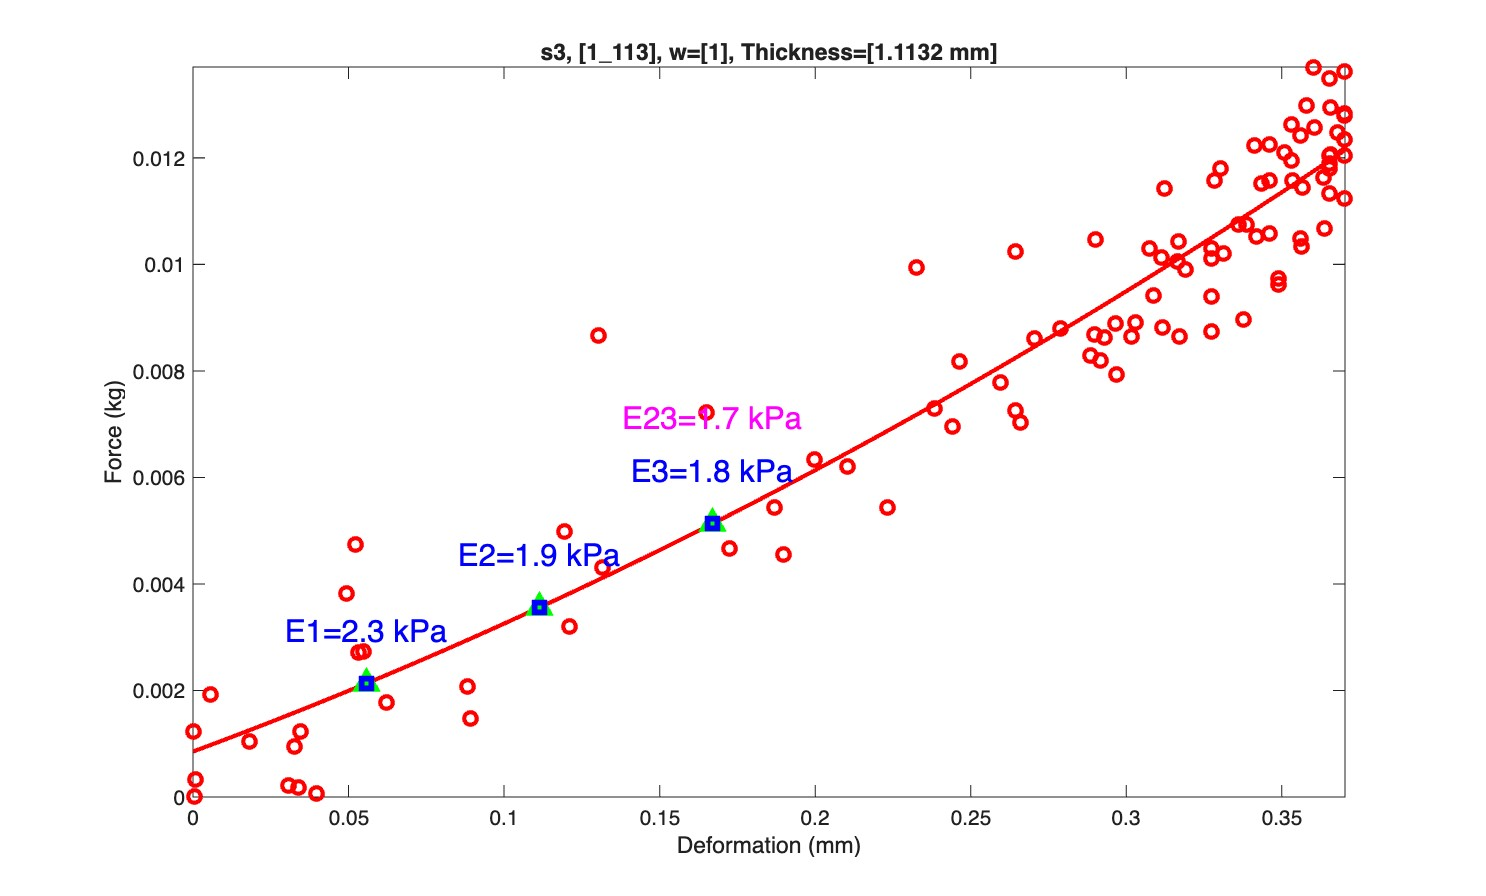 s3, [1_113], w=[1], Thickness=[1.1132 mm]
0.012
0.01
0.008
0.006
0.004
0.002
0
Force (kg)
E23=1.7 kPa
E3=1.8 kPa
E2=1.9 kPa
E1=2.3 kPa
0 0.05 0.1 0.15 0.2 0.25 0.3 0.35
Deformation (mm)